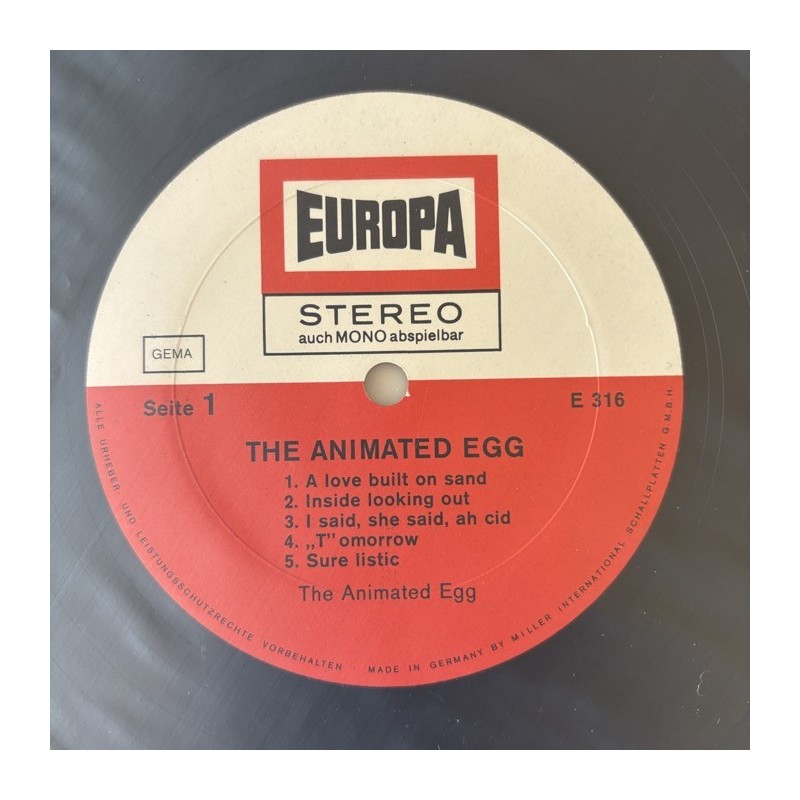 EUROPA
STEREO
auch MONO abspielbar
GEMA
Seite 1
E 316
THE ANIMATED EGG
1. A love built on sand
2. Inside looking out
3. I said, she said, ah cid
4. „T" omorrow
5. Sure listic
The Animated Egg
ALLE URHEBER- UND LEISTUNGSSCHUTZRECHTE VORBEHALTEN · MADE IN GERMANY BY MILLER INTERNATIONAL SCHALLPLATTEN G.M.B.H.